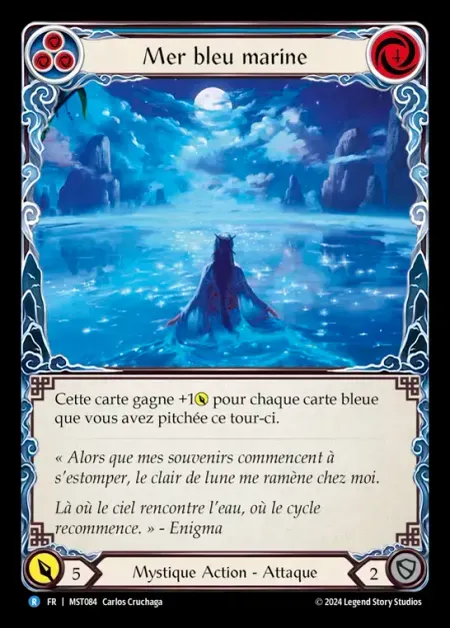 Mer bleu marine
4
Cette carte gagne +1 pour chaque carte bleue
que vous avez pitchée ce tour-ci.
« Alors que mes souvenirs commencent à
s'estomper, le clair de lune me ramène chez moi.
Là où le ciel rencontre l'eau, où le cycle
recommence. » - Enigma
5
Mystique Action - Attaque
2
R FR | MST084 Carlos Cruchaga
© 2024 Legend Story Studios